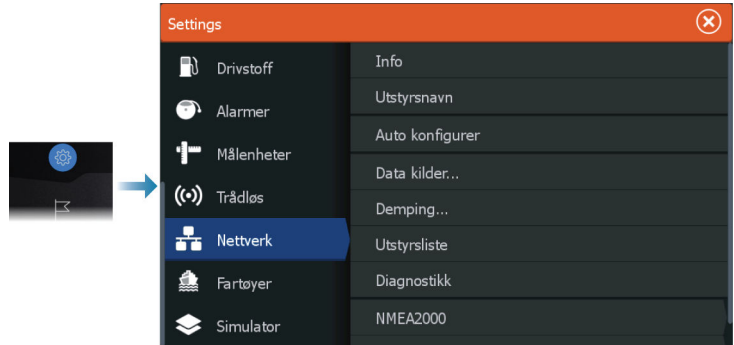 Settings
Drivstoff
Alarmer
Målenheter
Trådløs
Nettverk
Fartøyer
Simulator
Info
Utstyrsnavn
Auto konfigurer
Data kilder...
Demping...
Utstyrsliste
Diagnostikk
NMEA2000